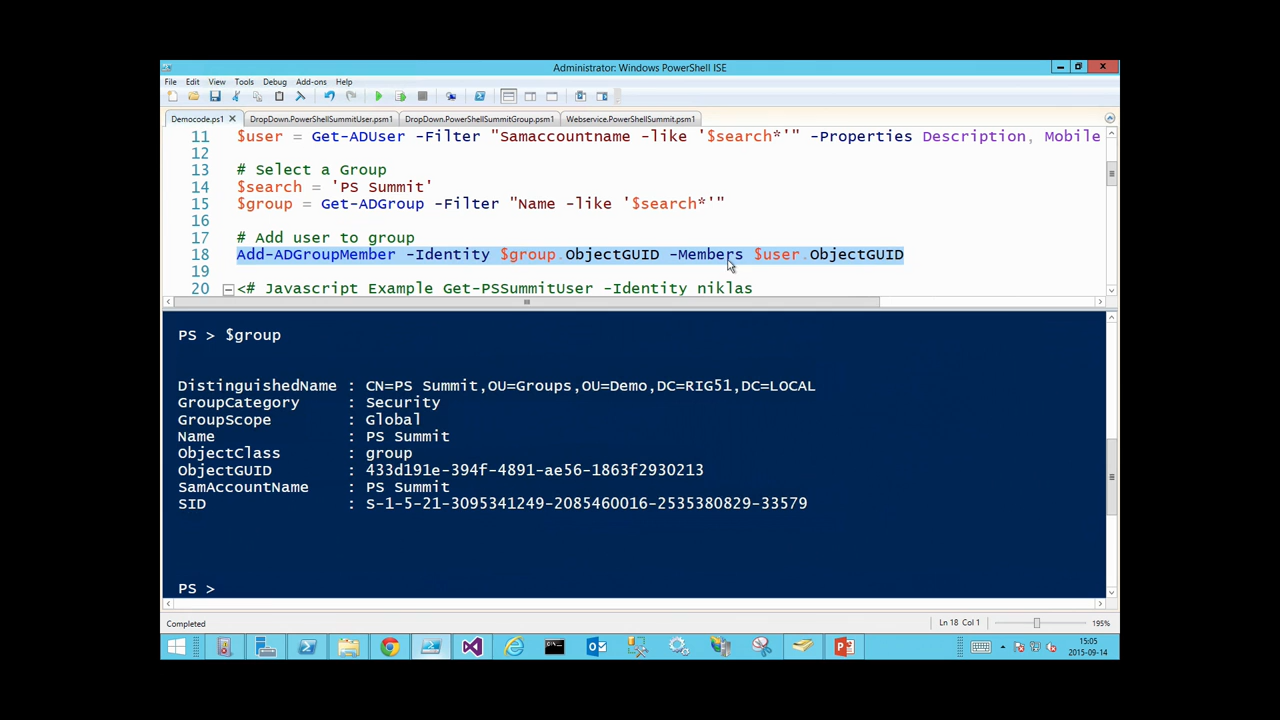 Administrator: Windows PowerShell ISE
File Edit View Tools Debug Add-ons Help
Democode.ps1 DropDown.PowerShellSummitUser.psm1 DropDown.PowerShellSummitGroup.psm1 Webservice.PowerShellSummit.psm1
11 $user = Get-ADUser -Filter "Samaccountname -like '$search*'" -Properties Description, Mobile
12
13 # Select a Group
14 $search = 'PS Summit'
15 $group = Get-ADGroup -Filter "Name -like '$search*'"
16
17 # Add user to group
18 Add-ADGroupMember -Identity $group.ObjectGUID -Members $user.ObjectGUID
19
20 <# Javascript Example Get-PSSummitUser -Identity niklas
PS > $group
DistinguishedName : CN=PS Summit,OU=Groups,OU=Demo,DC=RIG51,DC=LOCAL
GroupCategory : Security
GroupScope : Global
Name : PS Summit
ObjectClass : group
ObjectGUID : 433d191e-394f-4891-ae56-1863f2930213
SamAccountName : PS Summit
SID : S-1-5-21-3095341249-2085460016-2535380829-33579
PS >
Completed Ln 18 Col 1 195%
15:05
2015-09-14